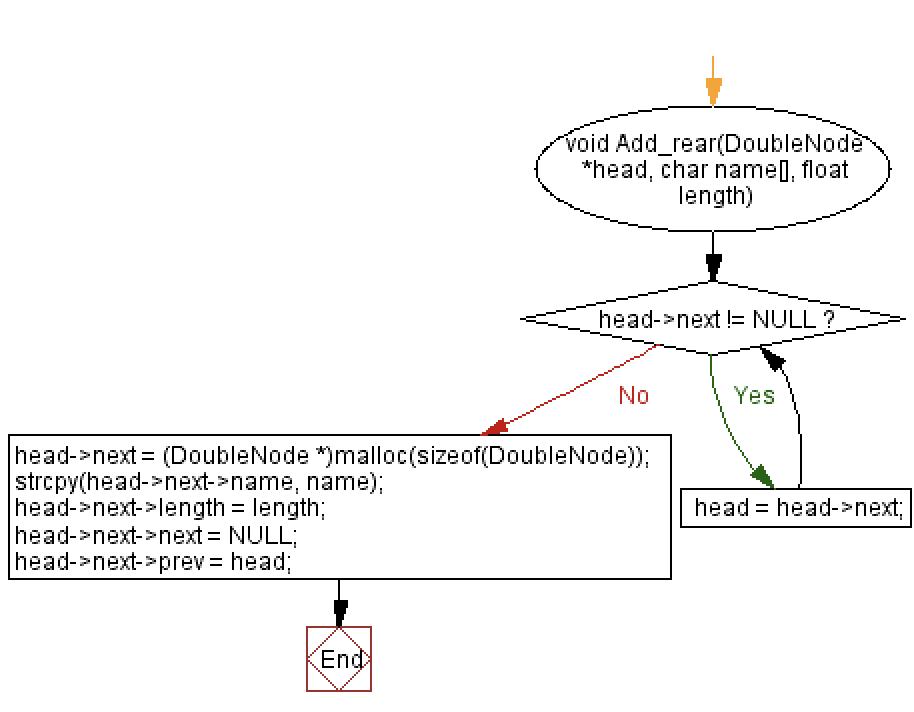 void Add_rear(DoubleNode
*head, char name[], float
length)
head->next != NULL ?
No
Yes
head->next = (DoubleNode *)malloc(sizeof(DoubleNode));
strcpy(head->next->name, name);
head->next->length = length;
head->next->next = NULL;
head->next->prev = head;
head = head->next;
End